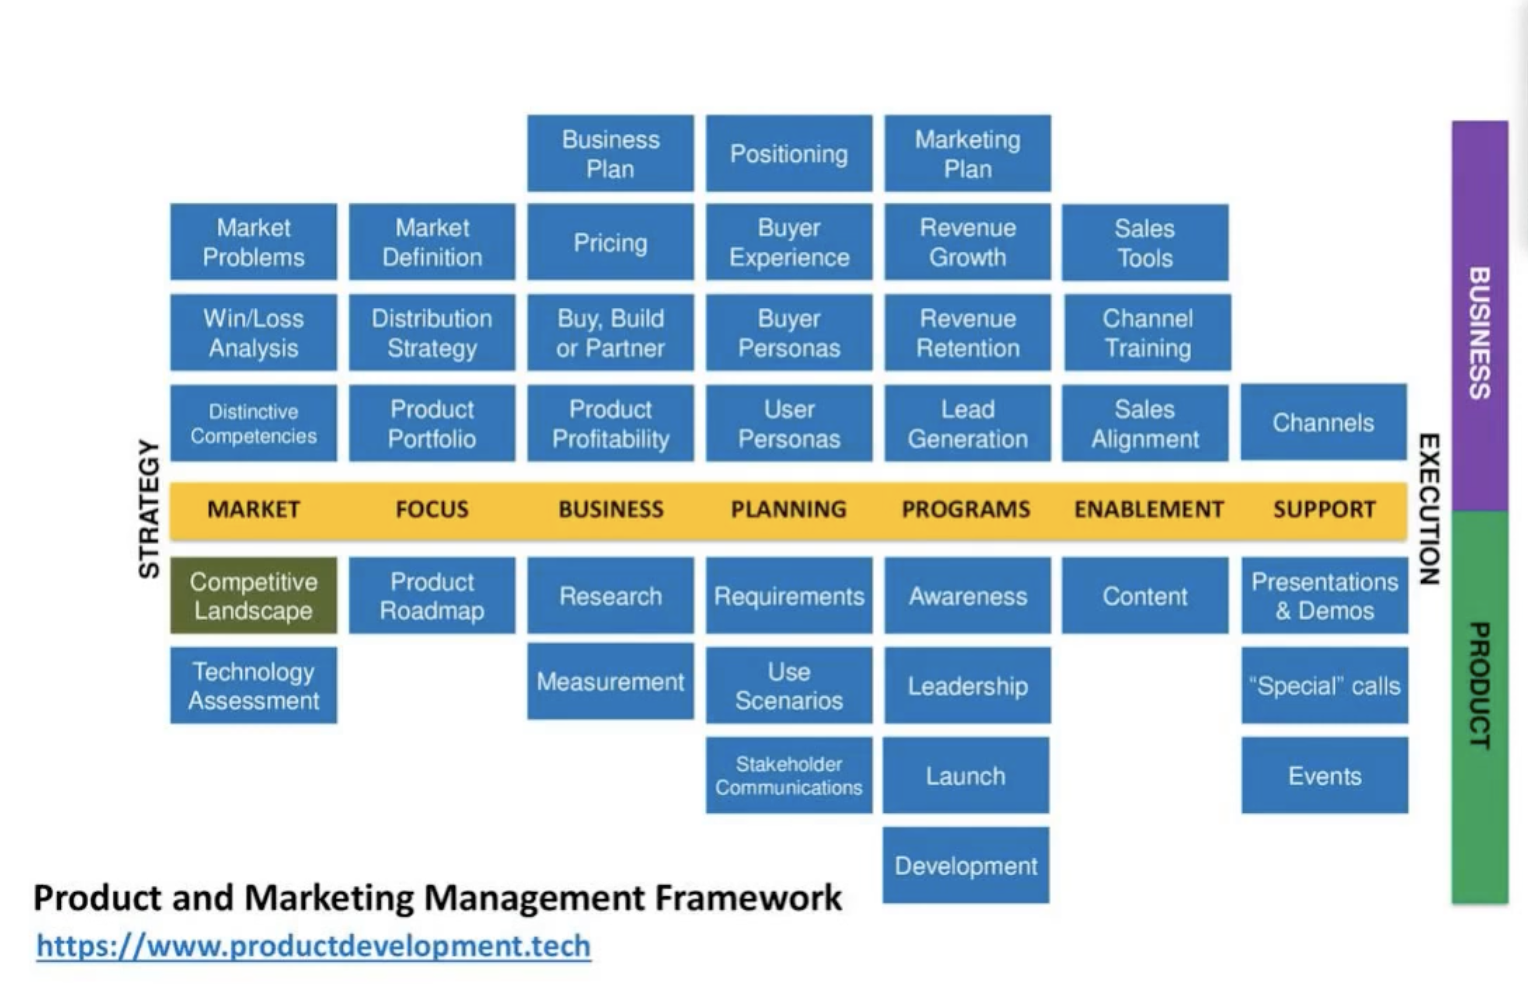 Business
Plan
Positioning
Marketing
Plan
Market
Problems
Market
Definition
Pricing
Buyer
Experience
Revenue
Growth
Sales
Tools
Win/Loss
Analysis
Distribution
Strategy
Buy, Build
or Partner
Buyer
Personas
Revenue
Retention
Channel
Training
Distinctive
Competencies
Product
Portfolio
Product
Profitability
User
Personas
Lead
Generation
Sales
Alignment
Channels
STRATEGY
MARKET
FOCUS
BUSINESS
PLANNING
PROGRAMS
ENABLEMENT
SUPPORT
EXECUTION
BUSINESS
PRODUCT
Competitive
Landscape
Product
Roadmap
Research
Requirements
Awareness
Content
Presentations
& Demos
Technology
Assessment
Measurement
Use
Scenarios
Leadership
“Special” calls
Stakeholder
Communications
Launch
Events
Development
Product and Marketing Management Framework
https://www.productdevelopment.tech